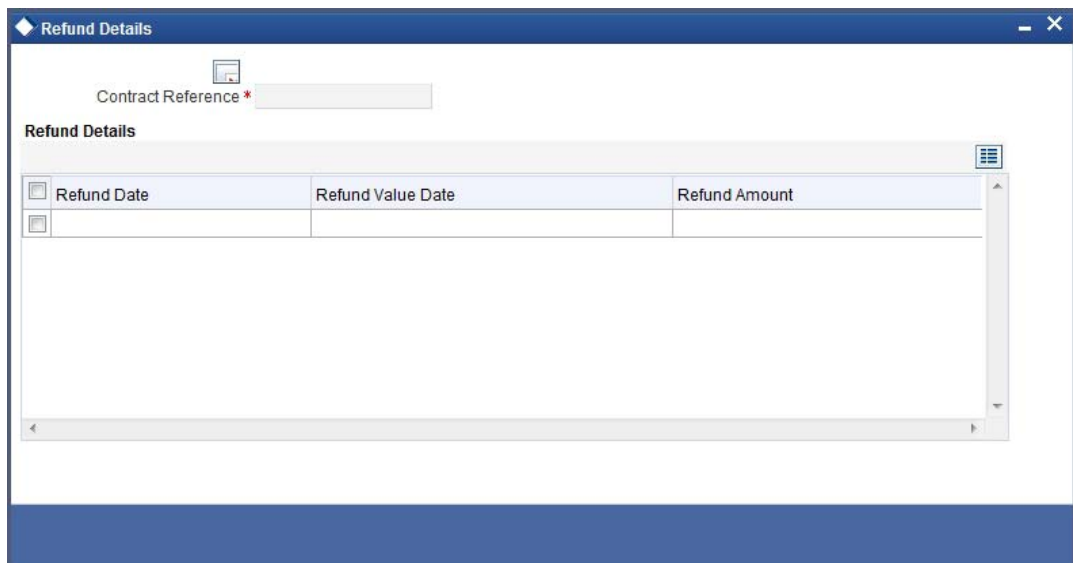 Refund Details
Contract Reference *
Refund Details
Refund Date Refund Value Date Refund Amount